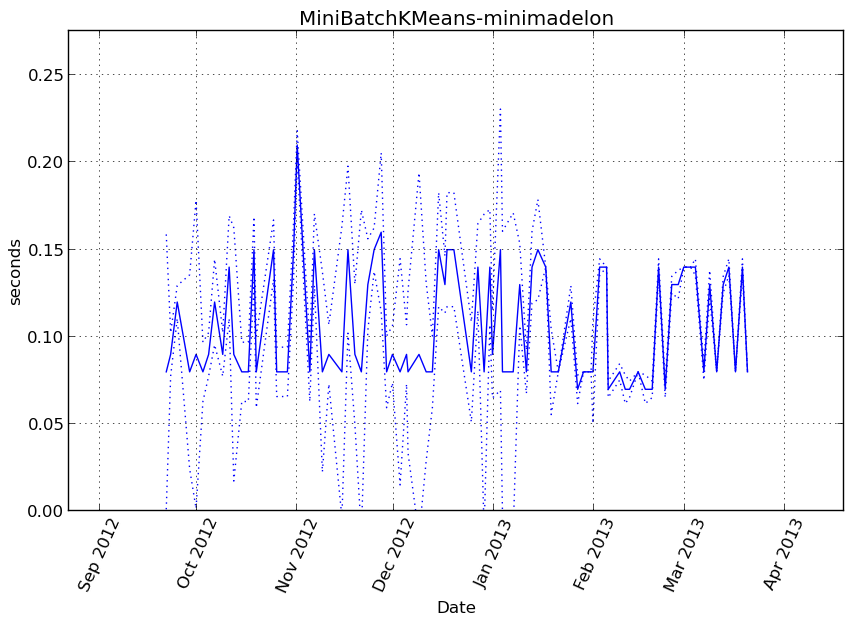 MiniBatchKMeans-minimadelon
0.25
0.20
0.15
0.10
0.05
0.00
seconds
Sep 2012
Oct 2012
Nov 2012
Dec 2012
Jan 2013
Feb 2013
Mar 2013
Apr 2013
Date